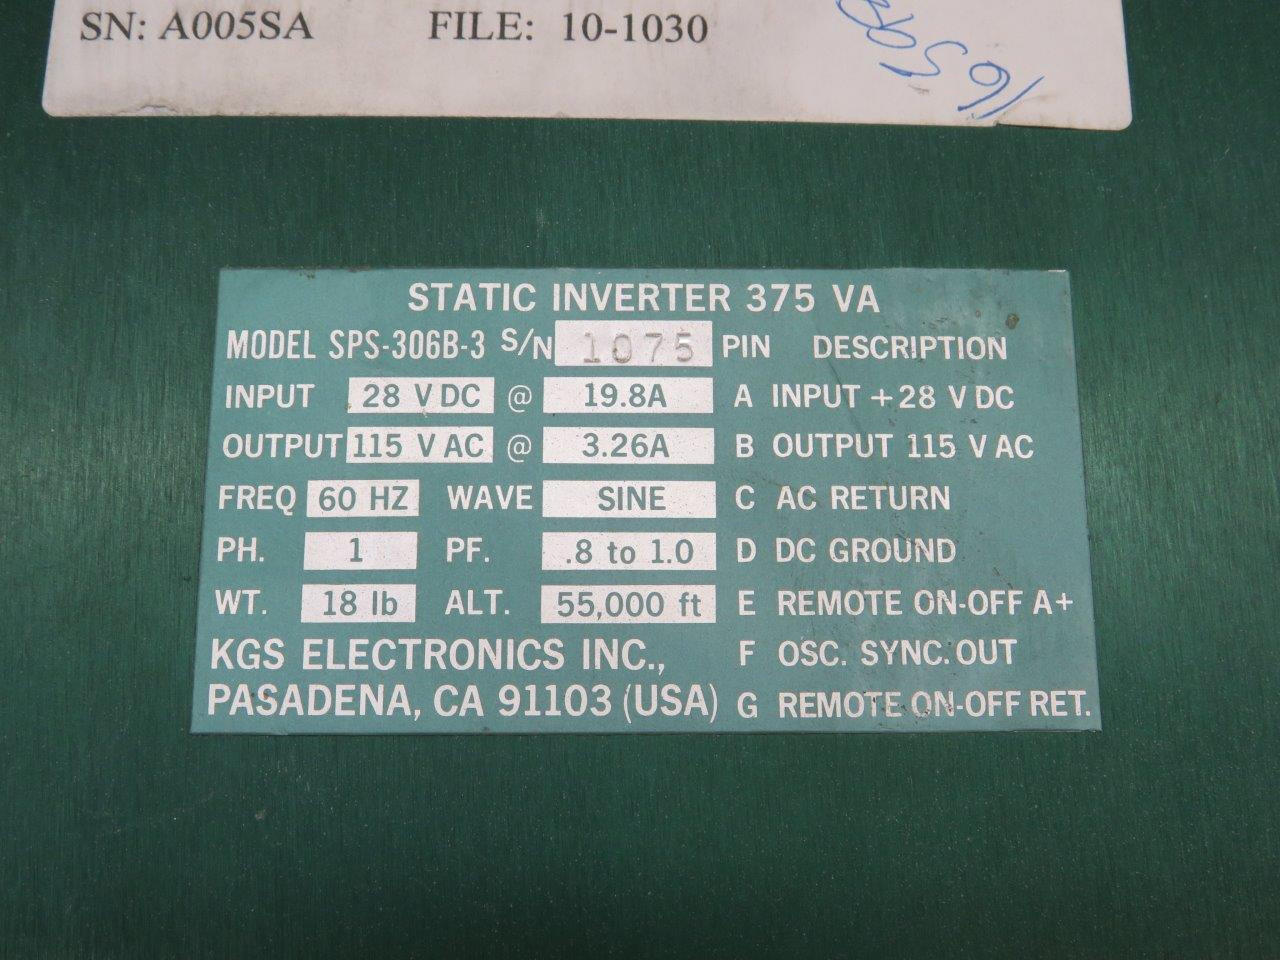 SN: A005SA FILE: 10-1030
STATIC INVERTER 375 VA
MODEL SPS-306B-3 S/N 1075 PIN DESCRIPTION
INPUT 28 V DC @ 19.8A A INPUT +28 V DC
OUTPUT 115 V AC @ 3.26A B OUTPUT 115 V AC
FREQ 60 HZ WAVE SINE C AC RETURN
PH. 1 PF. .8 to 1.0 D DC GROUND
WT. 18 lb ALT. 55,000 ft E REMOTE ON-OFF A+
KGS ELECTRONICS INC., F OSC. SYNC. OUT
PASADENA, CA 91103 (USA) G REMOTE ON-OFF RET.